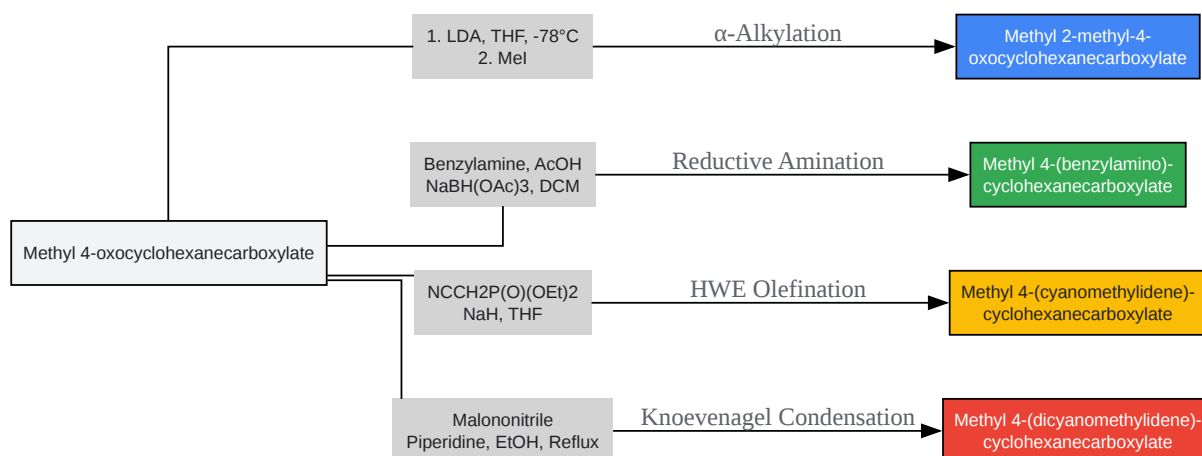 1. LDA, THF, -78°C
2. MeI
α-Alkylation
Methyl 2-methyl-4-
oxocyclohexanecarboxylate
Benzylamine, AcOH
NaBH(OAc)3, DCM
Reductive Amination
Methyl 4-(benzylamino)-
cyclohexanecarboxylate
Methyl 4-oxocyclohexanecarboxylate
NCCH2P(O)(OEt)2
NaH, THF
HWE Olefination
Methyl 4-(cyanomethylidene)-
cyclohexanecarboxylate
Malononitrile
Piperidine, EtOH, Reflux
Knoevenagel Condensation
Methyl 4-(dicyanomethylidene)-
cyclohexanecarboxylate